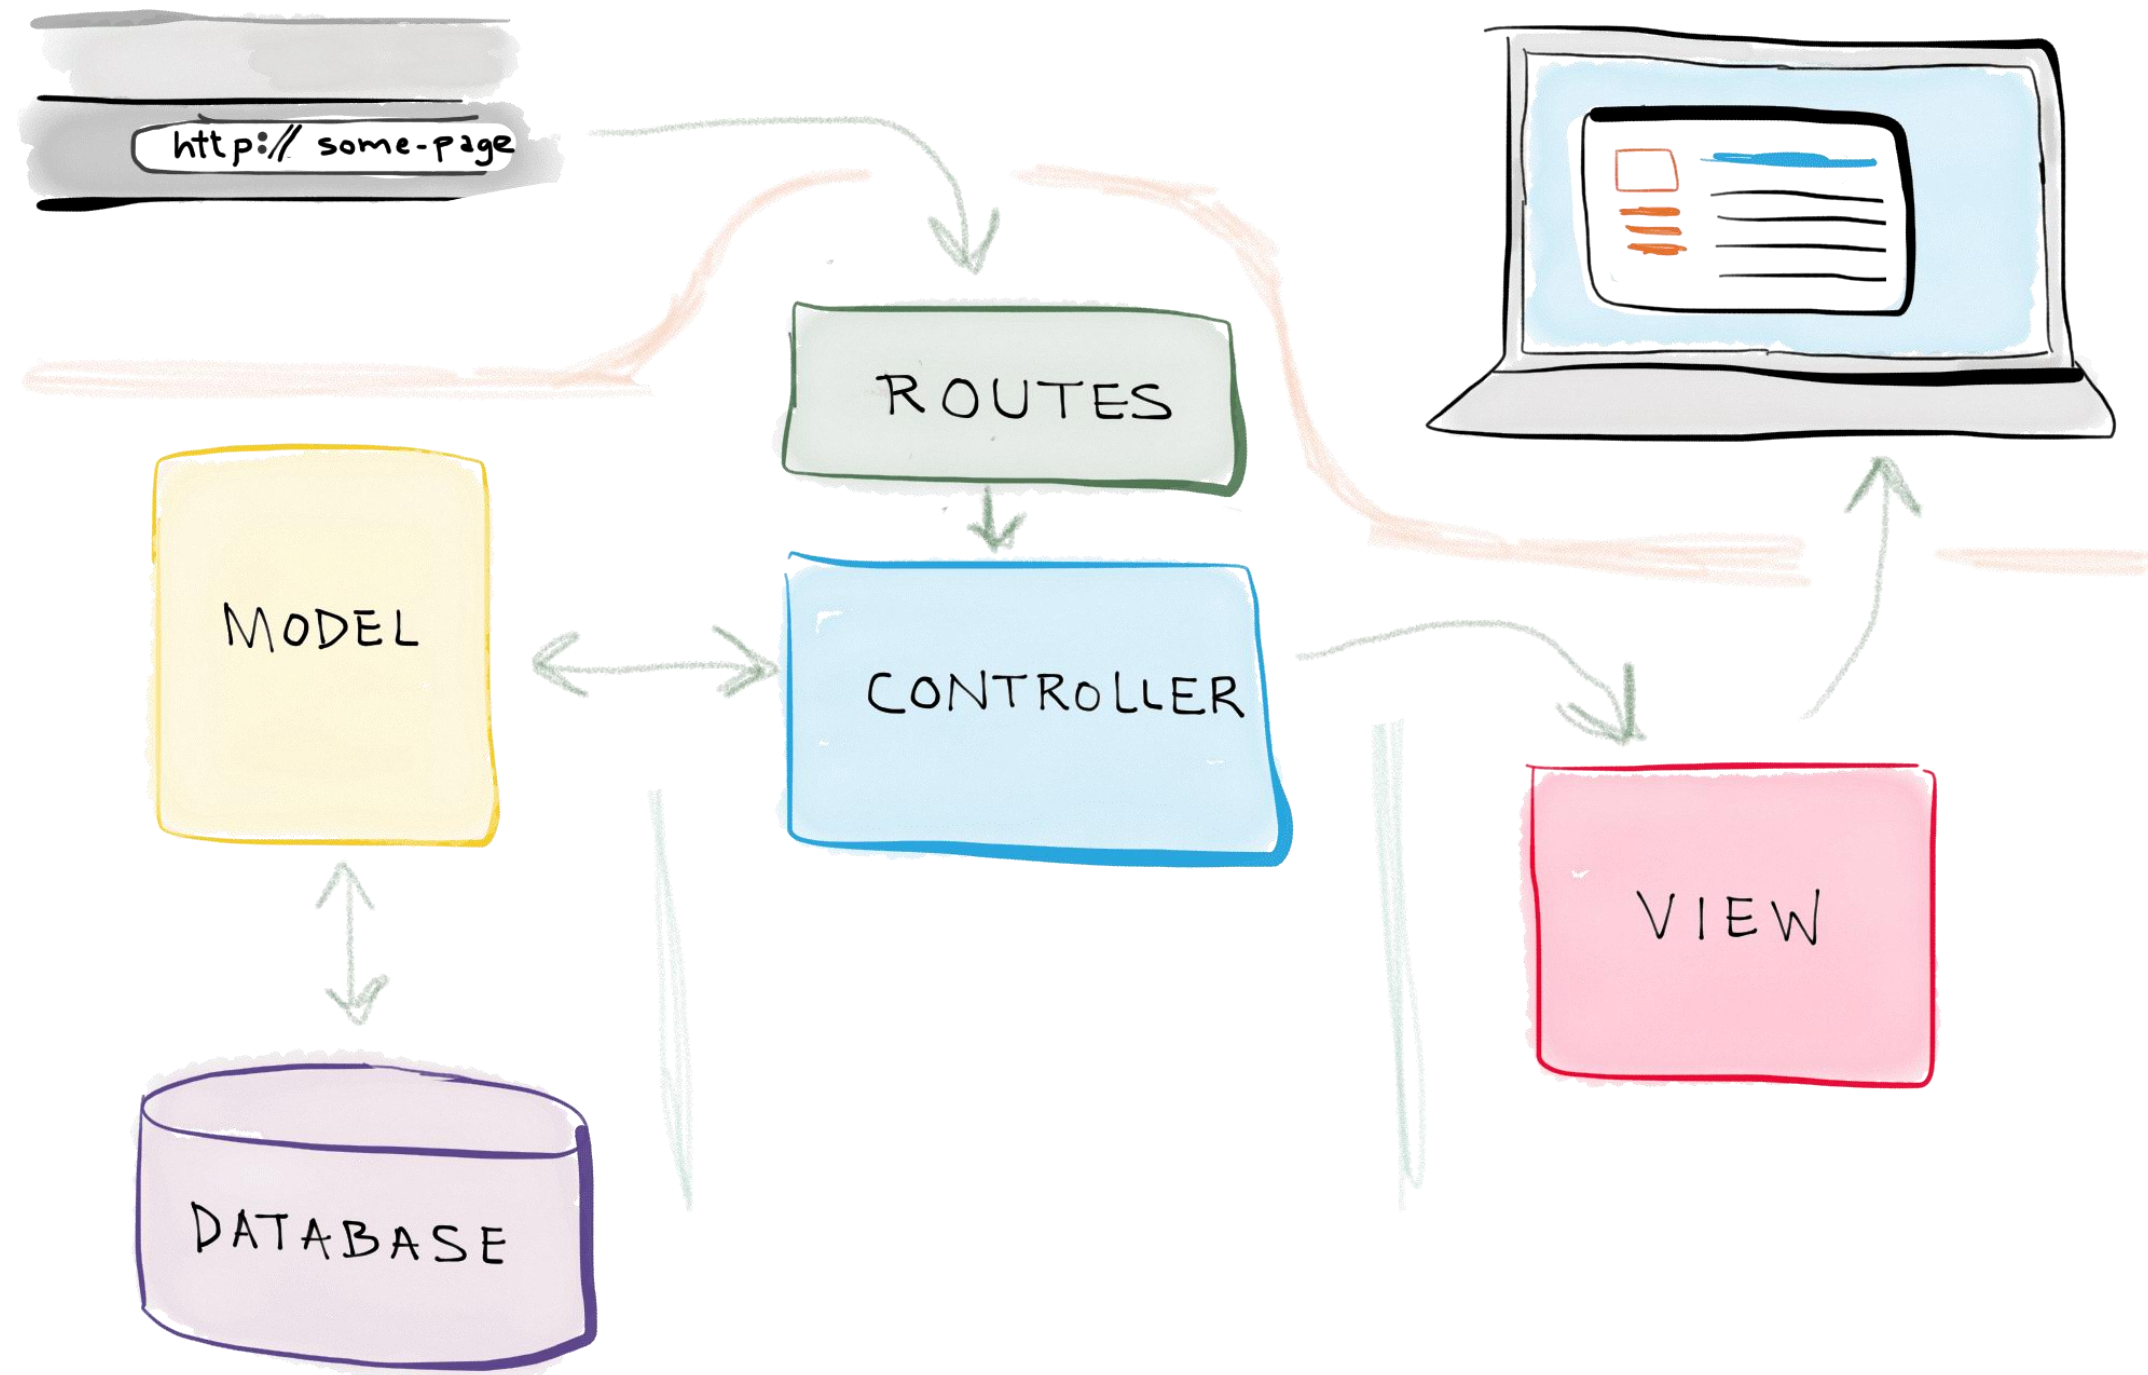 http:// some-page
ROUTES
MODEL
CONTROLLER
VIEW
DATABASE